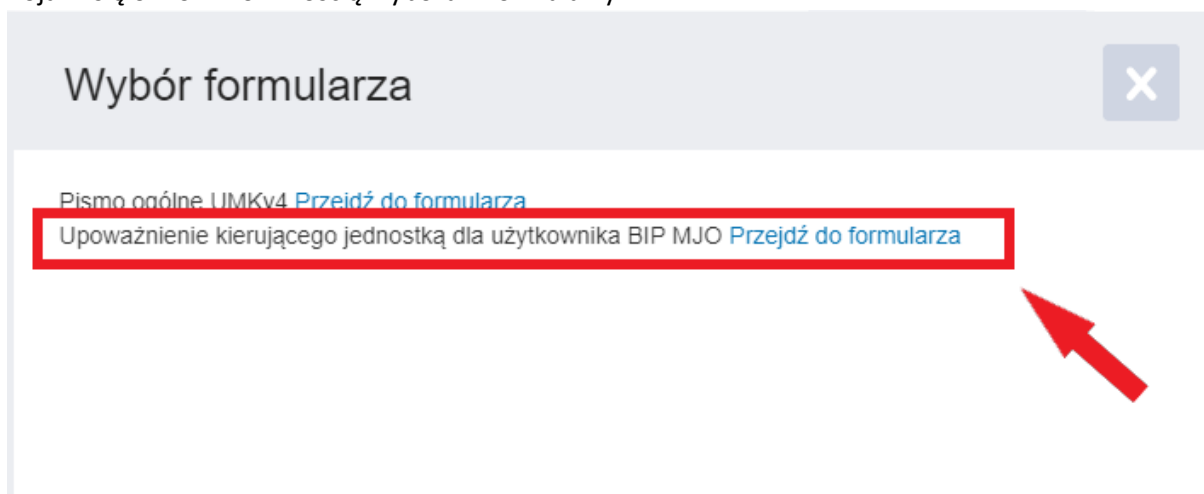 Wybór formularza
Pismo ogólne UMKv4 Przejdź do formularza
Upoważnienie kierującego jednostką dla użytkownika BIP MJO Przejdź do formularza